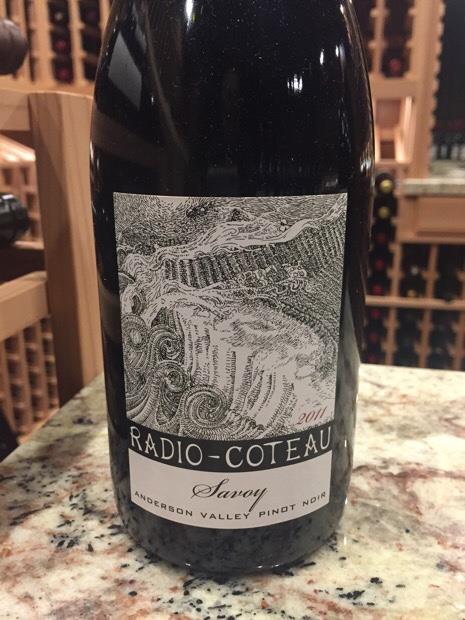 2011
RADIO-COTEAU
Savoy
ANDERSON VALLEY PINOT NOIR